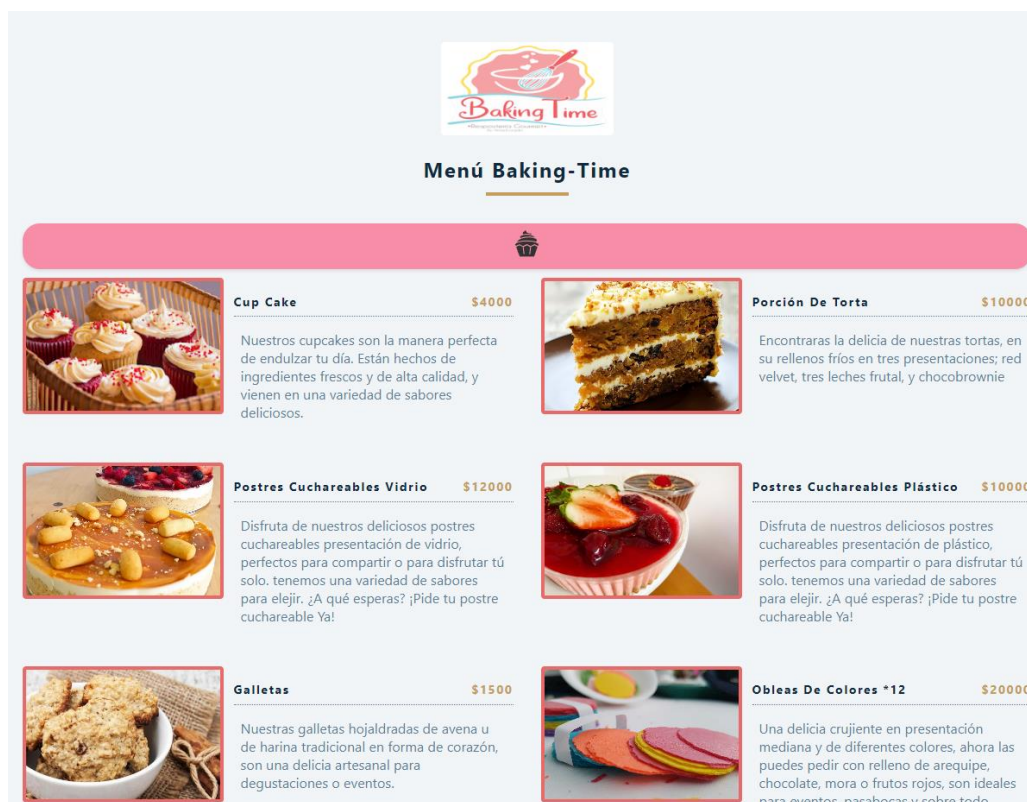 Baking Time
Menú Baking-Time
Cup Cake $4000
Nuestros cupcakes son la manera perfecta
de endulzar tu día. Están hechos de
ingredientes frescos y de alta calidad, y
vienen en una variedad de sabores
deliciosos.
Porción De Torta $10000
Encontraras la delicia de nuestras tortas, en
su rellenos fríos en tres presentaciones; red
velvet, tres leches frutal, y chocobrownie
Postres Cuchareables Vidrio $12000
Disfruta de nuestros deliciosos postres
cuchareables presentación de vidrio,
perfectos para compartir o para disfrutar tú
solo. tenemos una variedad de sabores
para elejir. ¿A qué esperas? ¡Pide tu postre
cuchareable Ya!
Postres Cuchareables Plástico $10000
Disfruta de nuestros deliciosos postres
cuchareables presentación de plástico,
perfectos para compartir o para disfrutar tú
solo. tenemos una variedad de sabores
para elejir. ¿A qué esperas? ¡Pide tu postre
cuchareable Ya!
Galletas $1500
Nuestras galletas hojaldradas de avena u
de harina tradicional en forma de corazón,
son una delicia artesanal para
degustaciones o eventos.
Obleas De Colores *12 $20000
Una delicia crujiente en presentación
mediana y de diferentes colores, ahora las
puedes pedir con relleno de arequipe,
chocolate, mora o frutos rojos, son ideales
para eventos, pasabocas y sobre todo